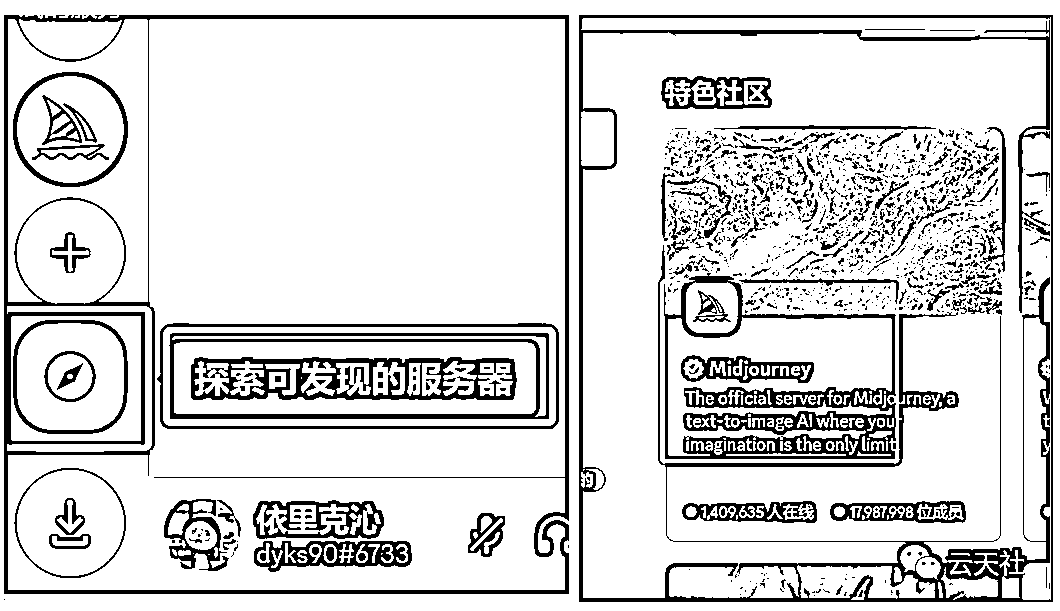 探索可发现的服务器
依里克沁
dyks90#6733
特色社区
Midjourney
The official server for Midjourney, a
text-to-image AI where your
imagination is the only limit
1,409,635 人在线 17,987,998 位成员
的
云天社